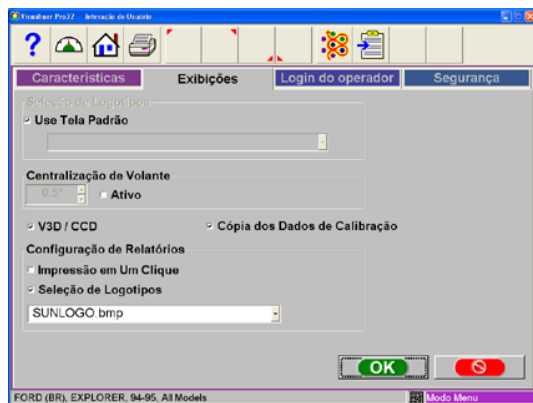 Visualiner Pro32 - Interação de Usuário
?
Características
Exibições
Login do operador
Segurança
Seleção de Logotipos
Use Tela Padrão
Centralização de Volante
0.5°
Ativo
V3D / CCD
Cópia dos Dados de Calibração
Configuração de Relatórios
Impressão em Um Clique
Seleção de Logotipos
SUNLOGO.bmp
OK
FORD (BR), EXPLORER, 94-95, All Models
Modo Menu